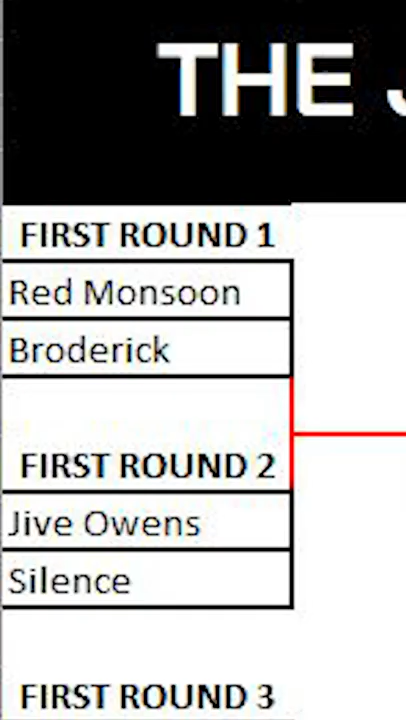 THE
FIRST ROUND 1
Red Monsoon
Broderick
FIRST ROUND 2
Jive Owens
Silence
FIRST ROUND 3